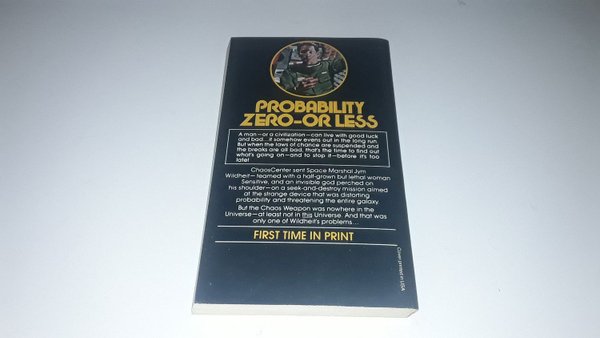 PROBABILITY
ZERO-OR LESS
A man-or a civilization-can live with good luck
and bad... it somehow evens out in the long run.
But when the laws of chance are suspended and
the breaks are all bad, that's the time to find out
what's going on-and to stop it-before it's too
late!
ChaosCenter sent Space Marshal Jym
Wildheit-teamed with a half-grown but lethal woman
Sensitive, and an invisible god perched on
his shoulder-on a seek-and-destroy mission aimed
at the strange device that was distorting
probability and threatening the entire galaxy.
But the Chaos Weapon was nowhere in the
Universe-at least not in this Universe. And that was
only one of Wildheit's problems...
FIRST TIME IN PRINT
Cover printed in USA